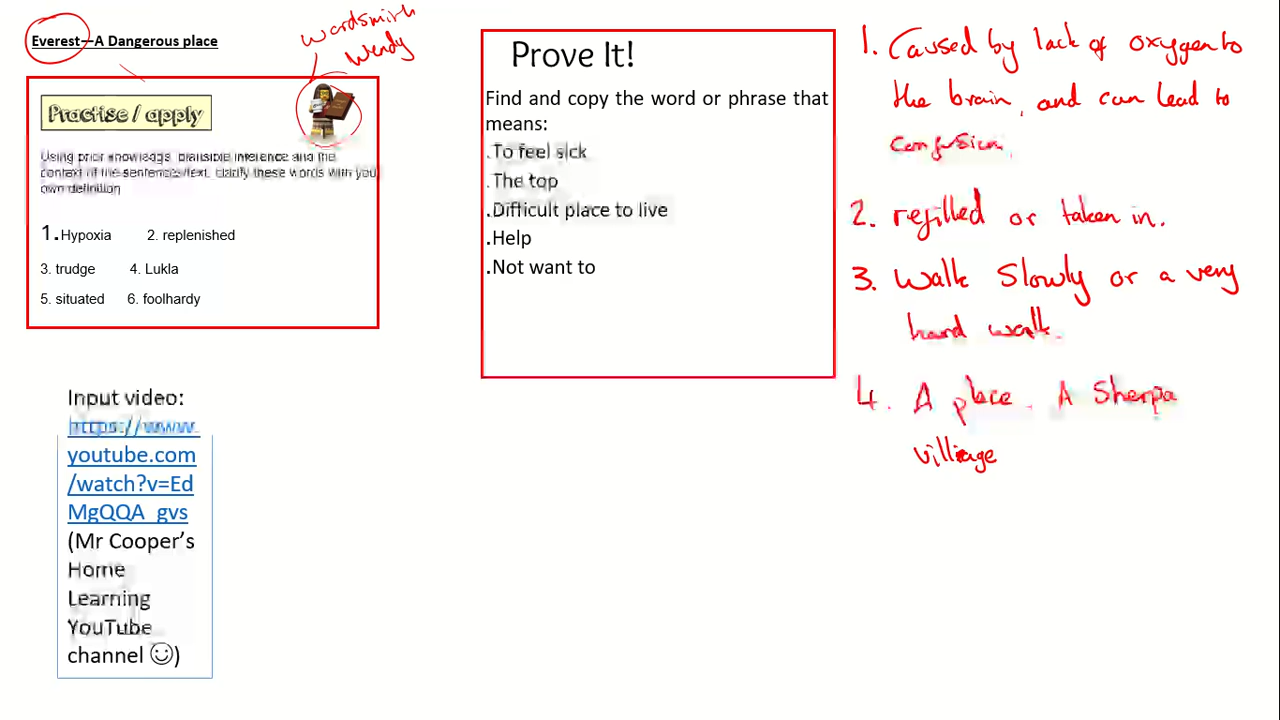 Everest—A Dangerous place
Wordsmith
Wendy
Practise / apply
Using prior knowledge, plausible inference and the
context of the sentences/text, clarify these words with you
own definition
1. Hypoxia 2. replenished
3. trudge 4. Lukla
5. situated 6. foolhardy
Input video:
https://www.
youtube.com
/watch?v=Ed
MgQQA_gvs
(Mr Cooper's
Home
Learning
YouTube
channel ☺)
Prove It!
Find and copy the word or phrase that
means:
.To feel sick
.The top
.Difficult place to live
.Help
.Not want to
1. Caused by lack of oxygen to
the brain, and can lead to
confusion.
2. refilled or taken in.
3. Walk slowly or a very
hard walk.
4. A place. A Sherpa
village